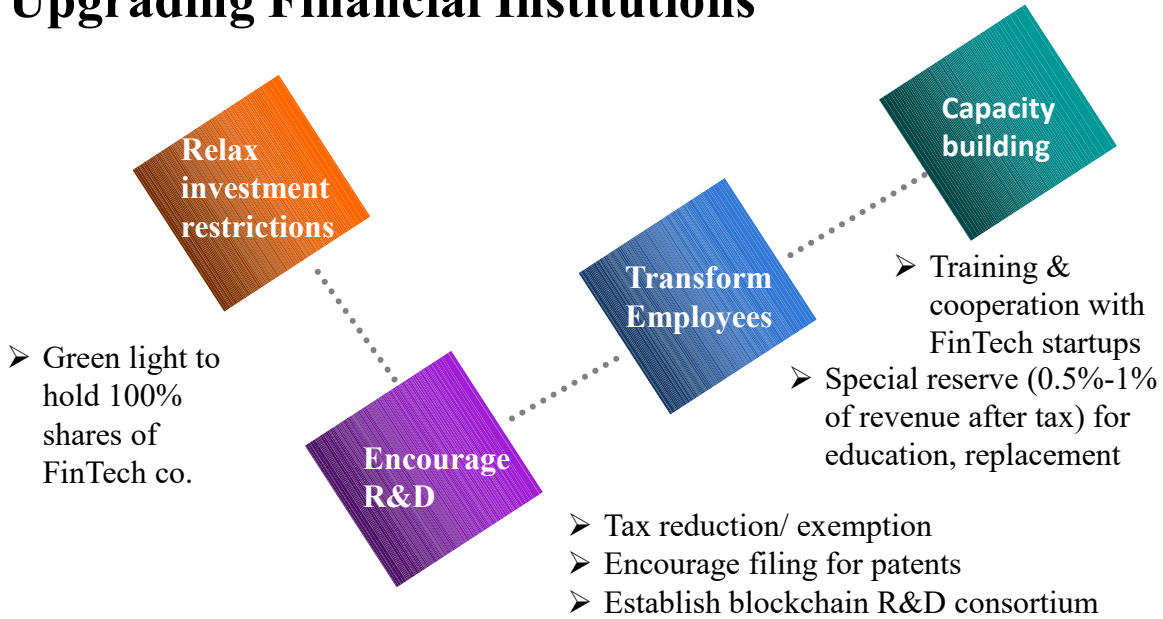 Upgrading Financial Institutions
Relax
investment
restrictions
➢ Green light to
hold 100%
shares of
FinTech co.
Encourage
R&D
➢ Tax reduction/ exemption
➢ Encourage filing for patents
➢ Establish blockchain R&D consortium
Transform
Employees
➢ Special reserve (0.5%-1%
of revenue after tax) for
education, replacement
Capacity
building
➢ Training &
cooperation with
FinTech startups